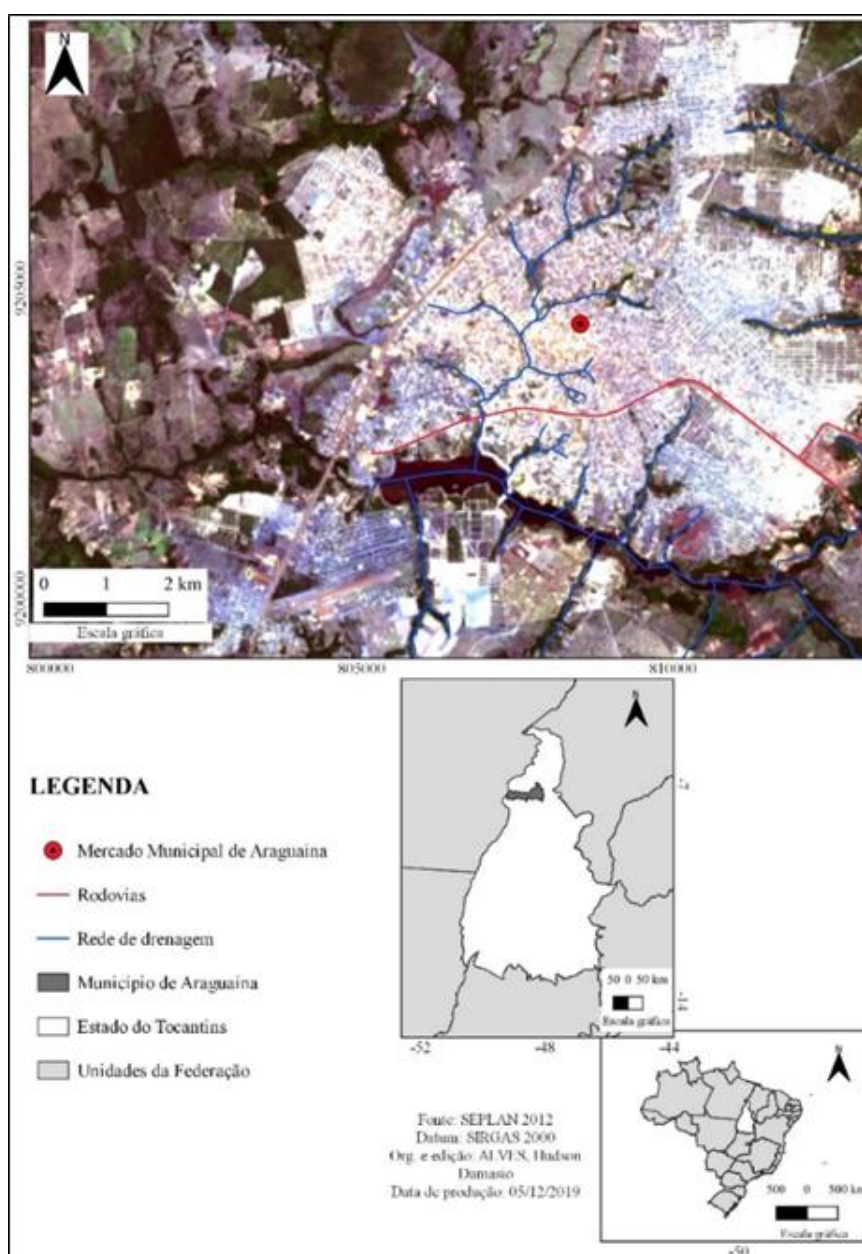 N
9205000
9200000
0 1 2 km
Escala gráfica
800000
805000
810000
N
LEGENDA
Mercado Municipal de Araguaína
Rodovias
Rede de drenagem
Município de Araguaína
Estado do Tocantins
Unidades da Federação
50 0 50 km
Escala gráfica
-52
-48
-44
N
Fonte: SEPLAN 2012
Datum: SIRGAS 2000
Org. e edição: ALVES, Hudson
Damasio
Data de produção: 05/12/2019
500 0 500 km
Escala gráfica
-50